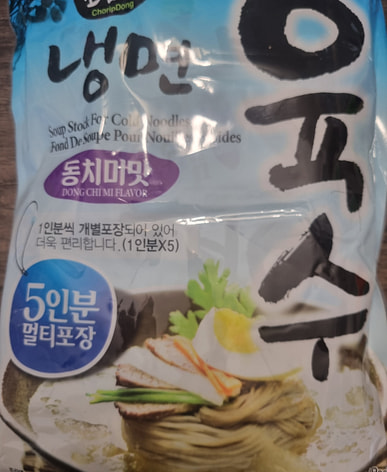 ChoripDong
냉면
육수
Soup Stock For Cold Noodles
Fond De Soupe Pour Nouilles Froides
동치미맛
DONG CHI MI FLAVOR
1인분씩 개별포장되어 있어
더욱 편리합니다.(1인분X5)
5인분
멀티포장